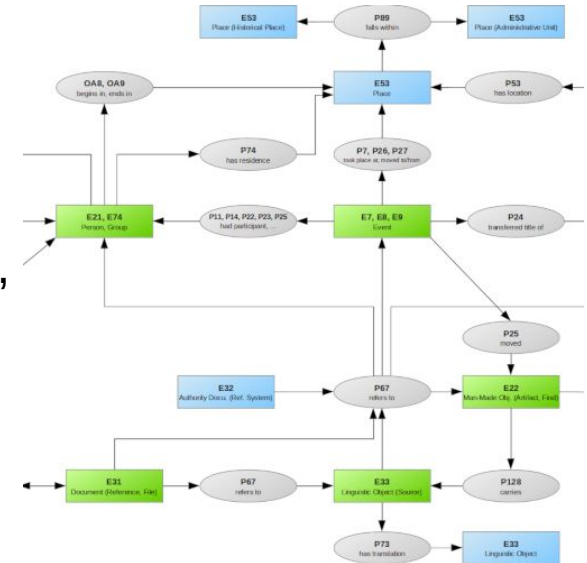 E53
Place (Historical Place)
P89
falls within
E53
Place (Administrative Unit)
OA8, OA9
begins in, ends in
E53
Place
P53
has location
P74
has residence
P7, P26, P27
took place at, moved to/from
E21, E74
Person, Group
P11, P14, P22, P23, P25
had participant, ...
E7, E8, E9
Event
P24
transferred title of
,
P25
moved
E32
Authority Docu. (Ref. System)
P67
refers to
E22
Man-Made Obj. (Artifact, Find)
E31
Document (Reference, File)
P67
refers to
E33
Linguistic Object (Source)
P128
carries
P73
has translation
E33
Linguistic Object